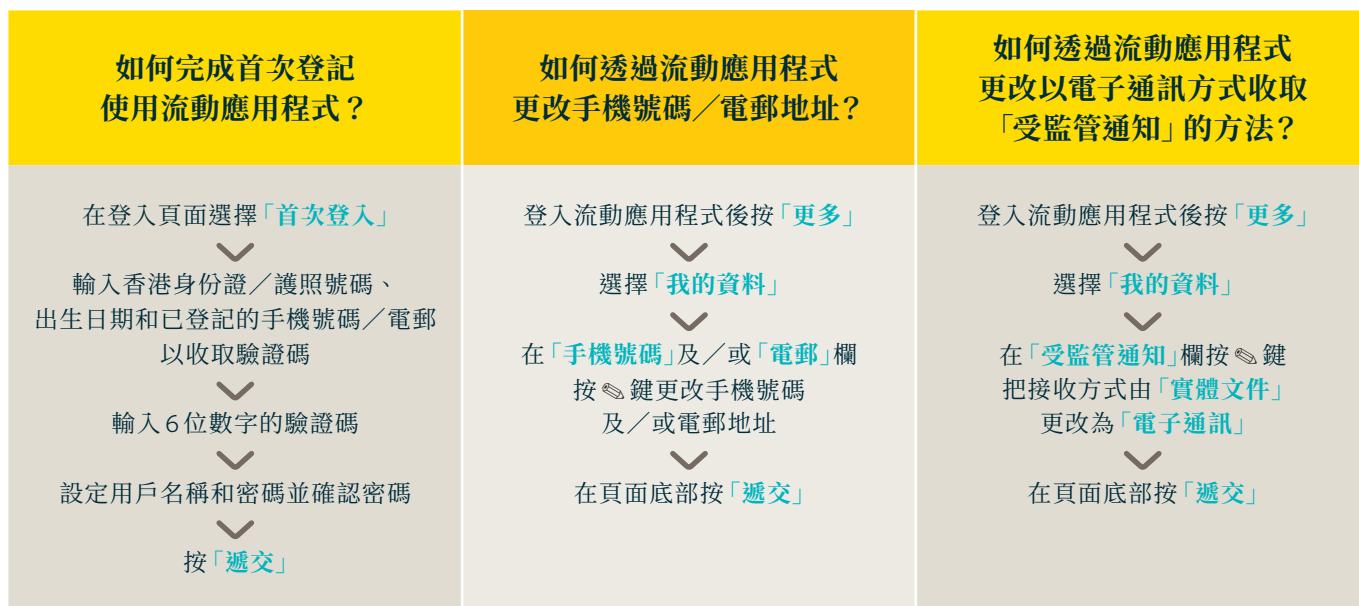 如何完成首次登記
使用流動應用程式？
在登入頁面選擇「首次登入」
輸入香港身份證／護照號碼、
出生日期和已登記的手機號碼／電郵
以收取驗證碼
輸入6位數字的驗證碼
設定用戶名稱和密碼並確認密碼
按「遞交」
如何透過流動應用程式
更改手機號碼／電郵地址？
登入流動應用程式後按「更多」
選擇「我的資料」
在「手機號碼」及／或「電郵」欄
按✎鍵更改手機號碼
及／或電郵地址
在頁面底部按「遞交」
如何透過流動應用程式
更改以電子通訊方式收取
「受監管通知」的方法？
登入流動應用程式後按「更多」
選擇「我的資料」
在「受監管通知」欄按✎鍵
把接收方式由「實體文件」
更改為「電子通訊」
在頁面底部按「遞交」